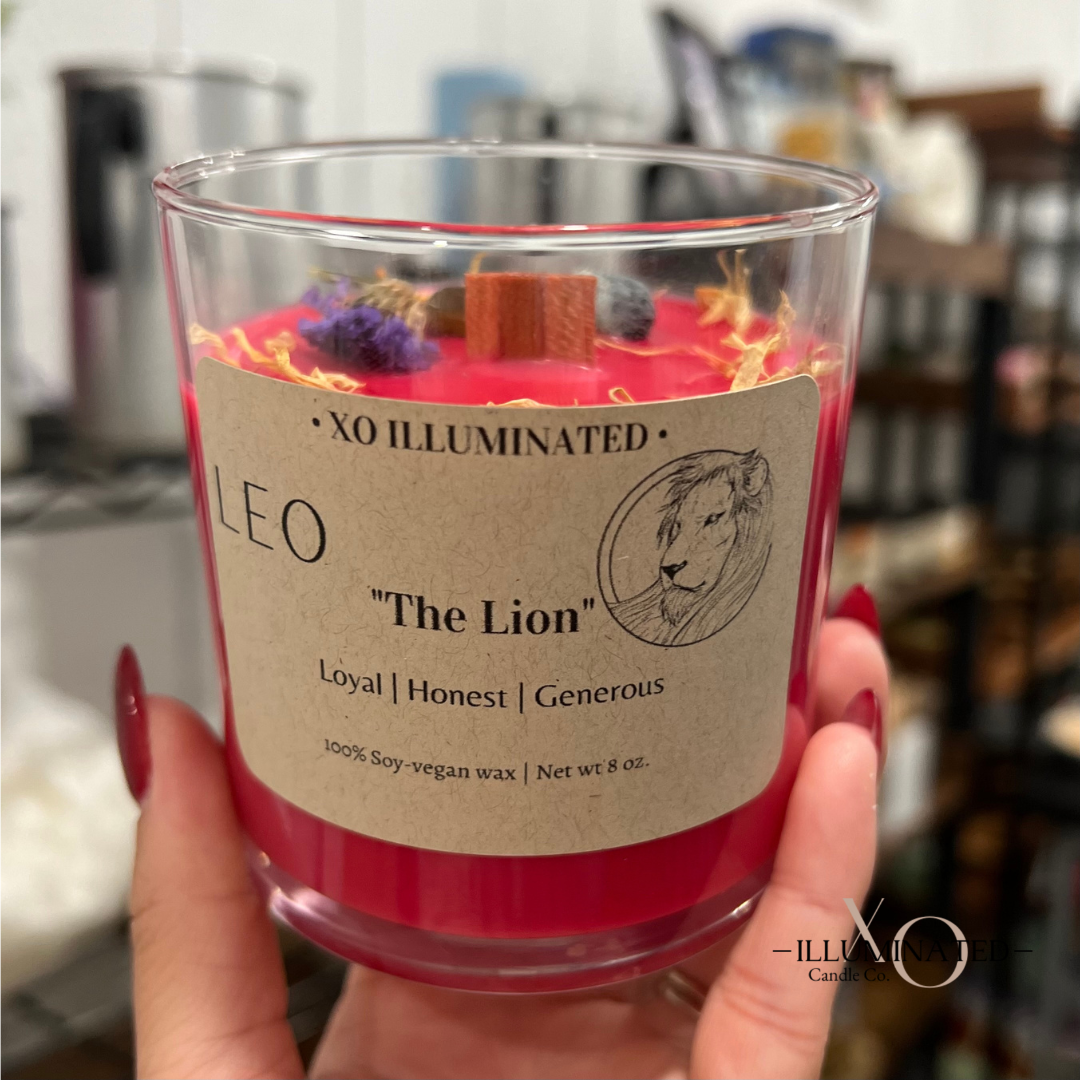 • XO ILLUMINATED •
LEO
"The Lion"
Loyal | Honest | Generous
100% Soy-vegan wax | Net wt 8 oz.
XO
–ILLUMINATED–
Candle Co.